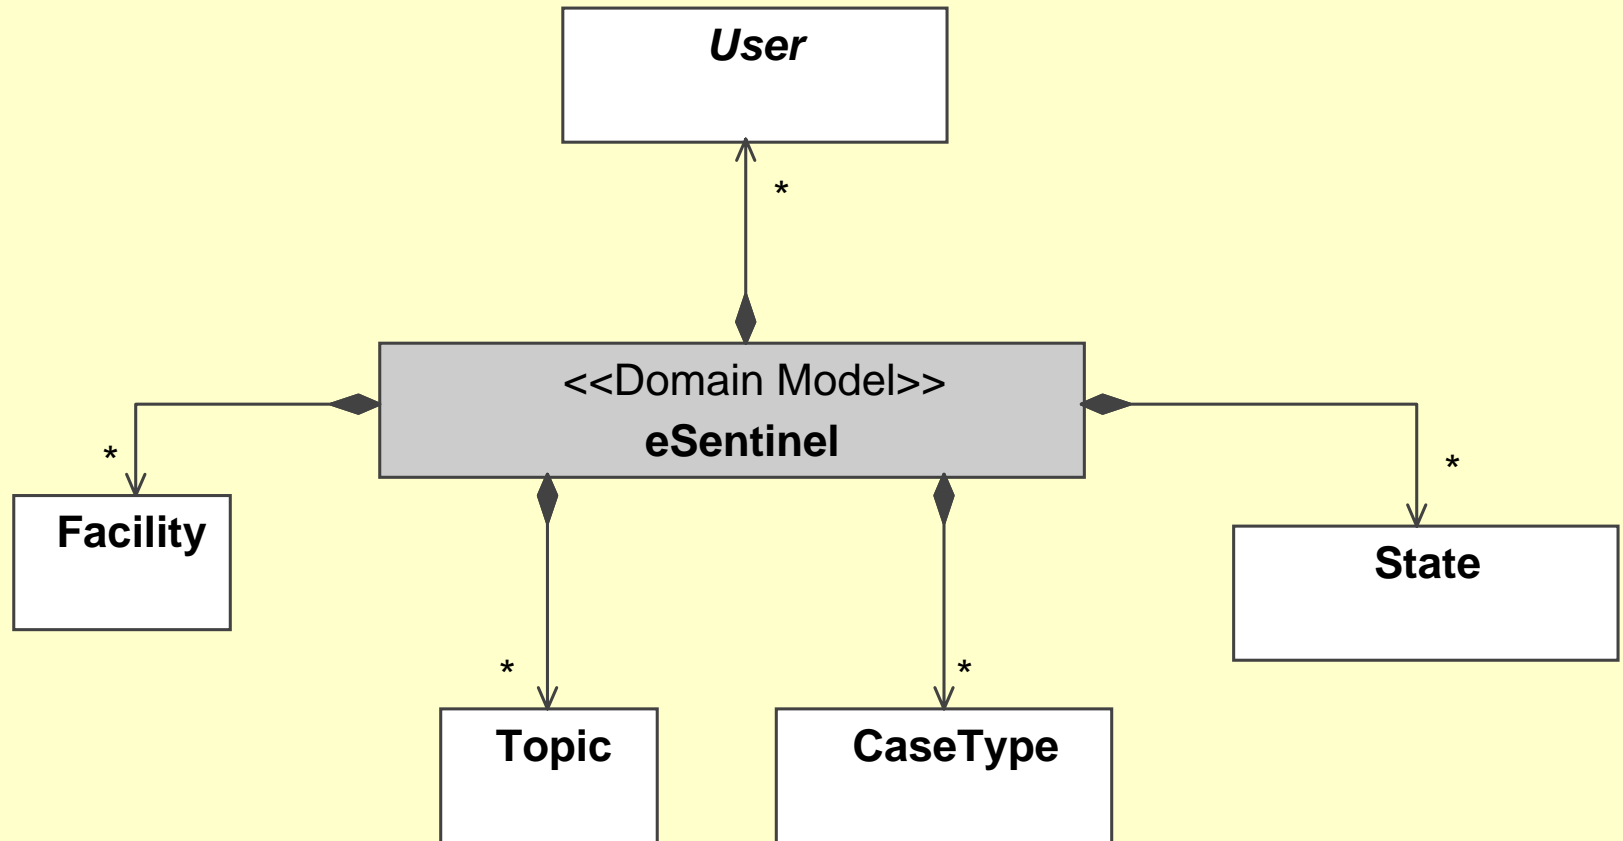 User
*
<<Domain Model>>
eSentinel
*
*
Facility
State
*
*
Topic
CaseType